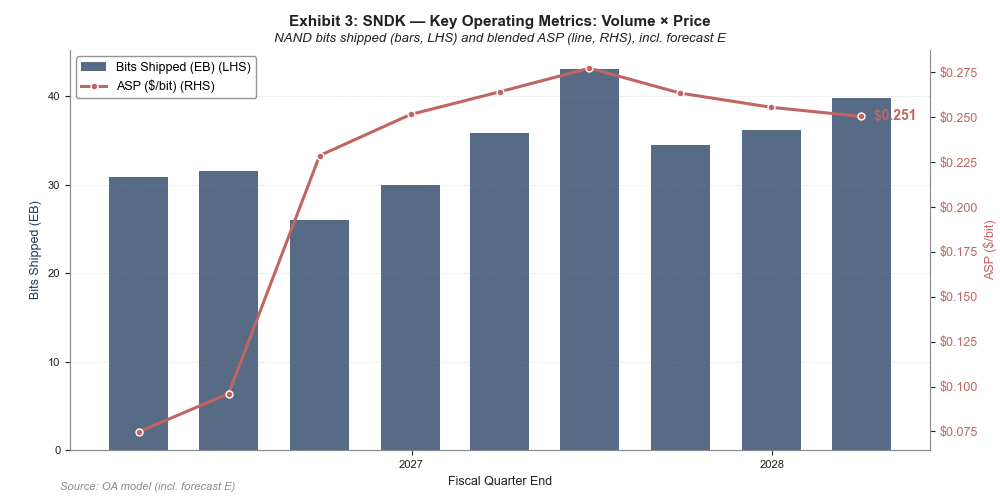 Exhibit 3: SNDK — Key Operating Metrics: Volume × Price
NAND bits shipped (bars, LHS) and blended ASP (line, RHS), incl. forecast E
Bits Shipped (EB) (LHS)
ASP ($/bit) (RHS)
Bits Shipped (EB)
40
30
20
10
0
$0.275
$0.250
$0.225
$0.200
$0.175
$0.150
$0.125
$0.100
$0.075
ASP ($/bit)
$0.251
2027
2028
Fiscal Quarter End
Source: OA model (incl. forecast E)